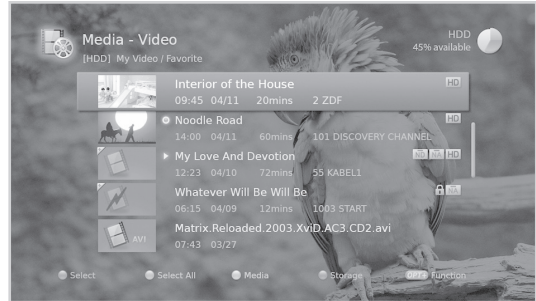 Media - Video
[HDD] My Video / Favorite
HDD
45% available
Interior of the House HD
09:45 04/11 20mins 2 ZDF
Noodle Road HD
14:00 04/11 60mins 101 DISCOVERY CHANNEL
My Love And Devotion HD
12:23 04/10 72mins 55 KABEL1
Whatever Will Be Will Be NA
06:15 04/09 12mins 1003 START
Matrix.Reloaded.2003.XviD.AC3.CD2.avi
AVI
07:43 03/27
Select Select All Media Storage OPT+ Function